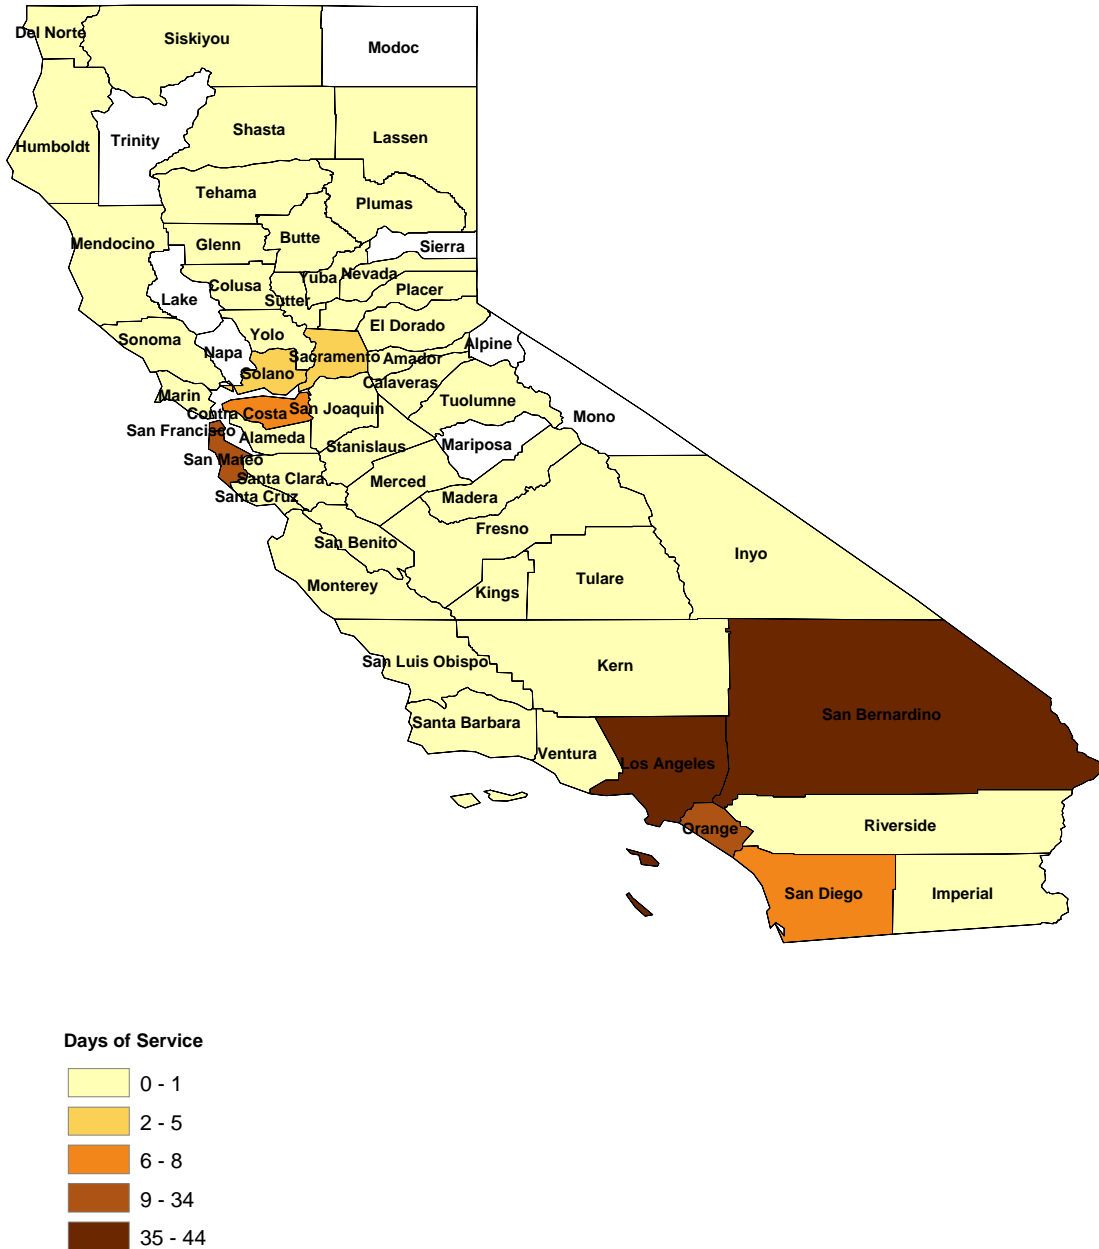 Del Norte
Siskiyou
Modoc
Humboldt
Trinity
Shasta
Lassen
Tehama
Plumas
Mendocino
Glenn
Butte
Sierra
Lake
Colusa
Sutter
Yuba
Nevada
Placer
Sonoma
Napa
Yolo
El Dorado
Solano
Sacramento
Amador
Alpine
Marin
Contra Costa
San Joaquin
Calaveras
Tuolumne
Mono
San Francisco
Alameda
Stanislaus
Mariposa
San Mateo
Santa Clara
Merced
Madera
Santa Cruz
San Benito
Fresno
Inyo
Monterey
Kings
Tulare
San Luis Obispo
Kern
San Bernardino
Santa Barbara
Ventura
Los Angeles
Orange
Riverside
San Diego
Imperial
Days of Service
0 - 1
2 - 5
6 - 8
9 - 34
35 - 44